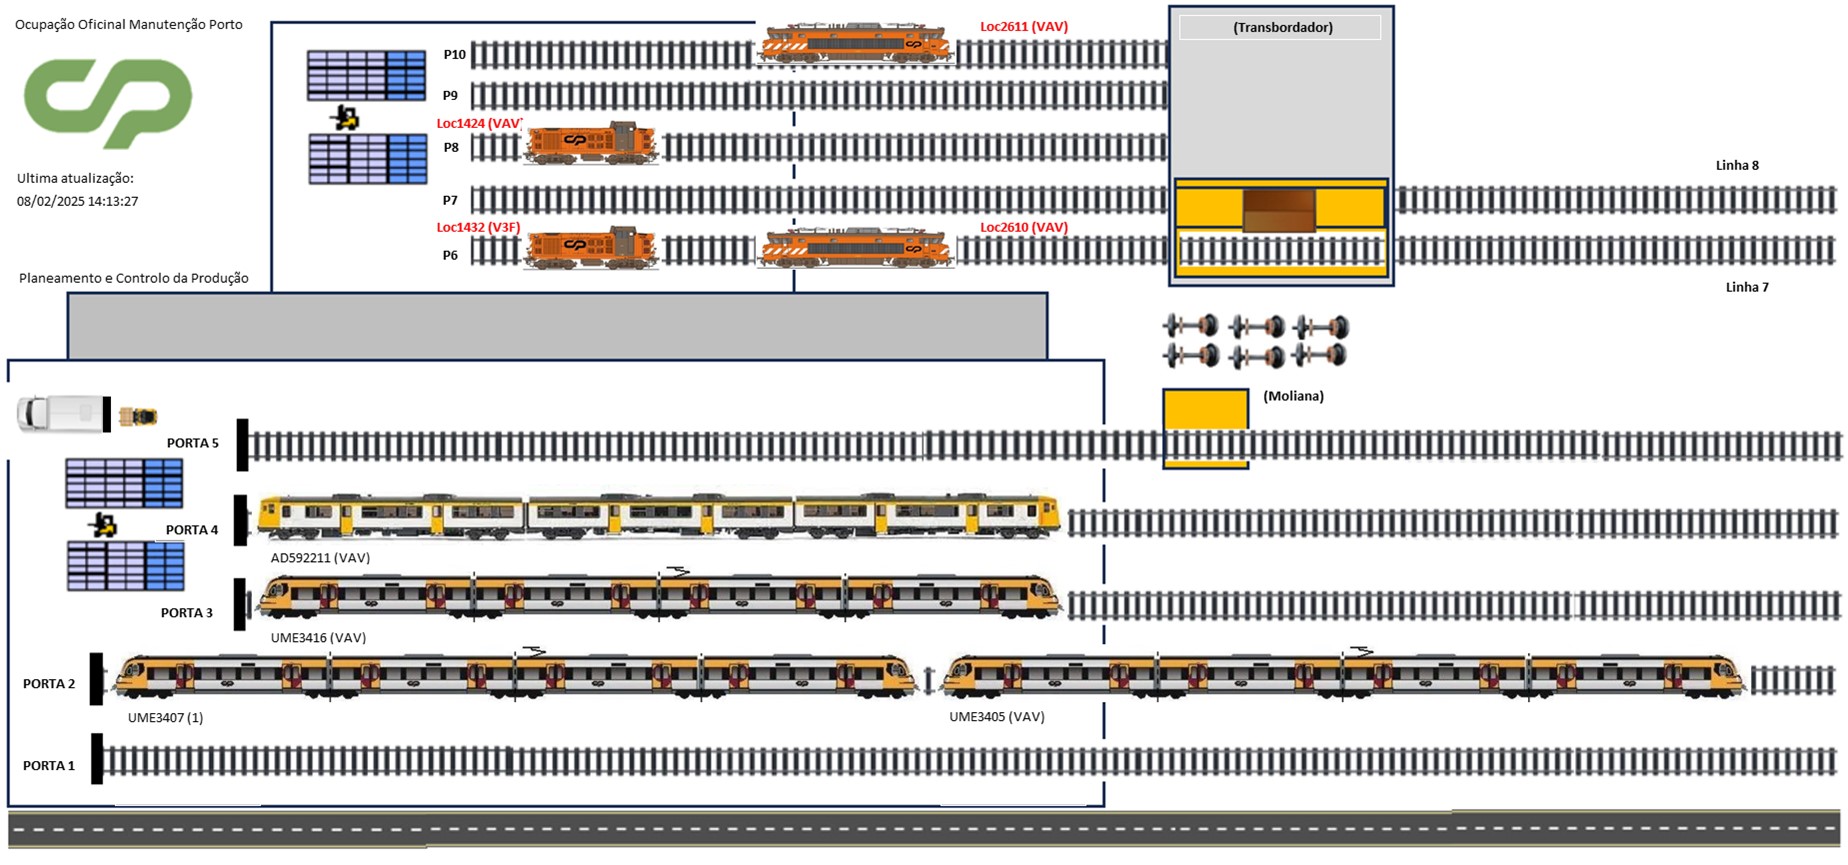 Ocupação Oficinal Manutenção Porto
Loc2611 (VAV)
(Transbordador)
P10
P9
Loc1424 (VAV)
P8
Ultima atualização:
08/02/2025 14:13:27
Linha 8
P7
Loc1432 (V3F)
Loc2610 (VAV)
P6
Planeamento e Controlo da Produção
Linha 7
(Moliana)
PORTA 5
PORTA 4
AD592211 (VAV)
PORTA 3
UME3416 (VAV)
PORTA 2
UME3407 (1)
UME3405 (VAV)
PORTA 1